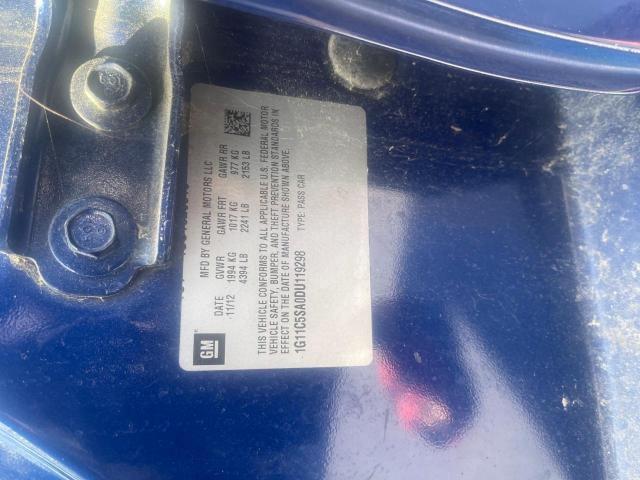 MFD BY GENERAL MOTORS LLC
DATE GVWR GAWR FRT GAWR RR
11/12 1994 KG 1017 KG 977 KG
4394 LB 2241 LB 2153 LB
THIS VEHICLE CONFORMS TO ALL APPLICABLE U.S. FEDERAL MOTOR
VEHICLE SAFETY, BUMPER, AND THEFT PREVENTION STANDARDS IN
EFFECT ON THE DATE OF MANUFACTURE SHOWN ABOVE.
1G11C5SA0DU119298 TYPE: PASS CAR
GM